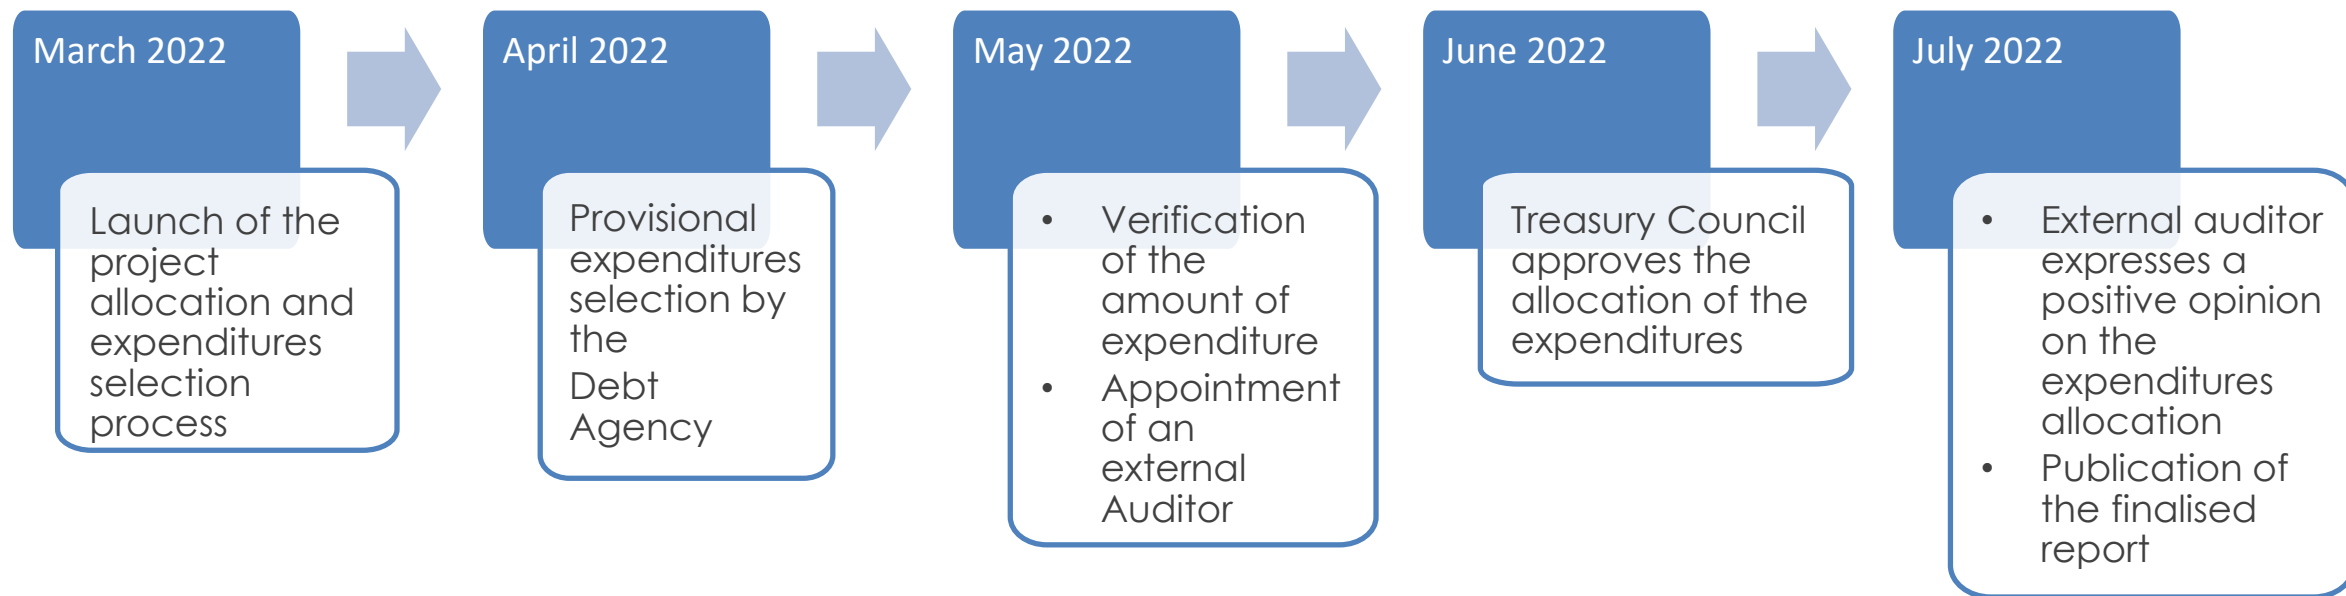 March 2022
Launch of the
project
allocation and
expenditures
selection
process
April 2022
Provisional
expenditures
selection by
the
Debt
Agency
May 2022
• Verification
of the
amount of
expenditure
• Appointment
of an
external
Auditor
June 2022
Treasury Council
approves the
allocation of the
expenditures
July 2022
• External auditor
expresses a
positive opinion
on the
expenditures
allocation
• Publication of
the finalised
report